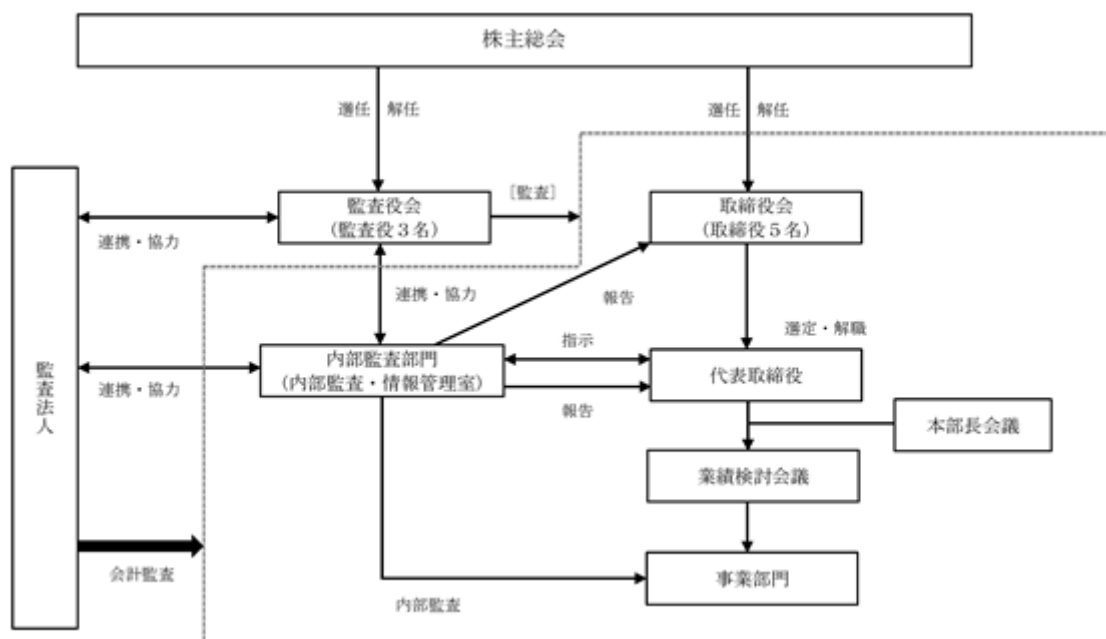 株主総会
選任 解任
選任 解任
[監査]
監査役会
(監査役3名)
取締役会
(取締役5名)
連携・協力
連携・協力
報告
選定・解職
指示
内部監査部門
(内部監査・情報管理室)
代表取締役
監査法人
連携・協力
報告
本部長会議
業績検討会議
会計監査
事業部門
内部監査